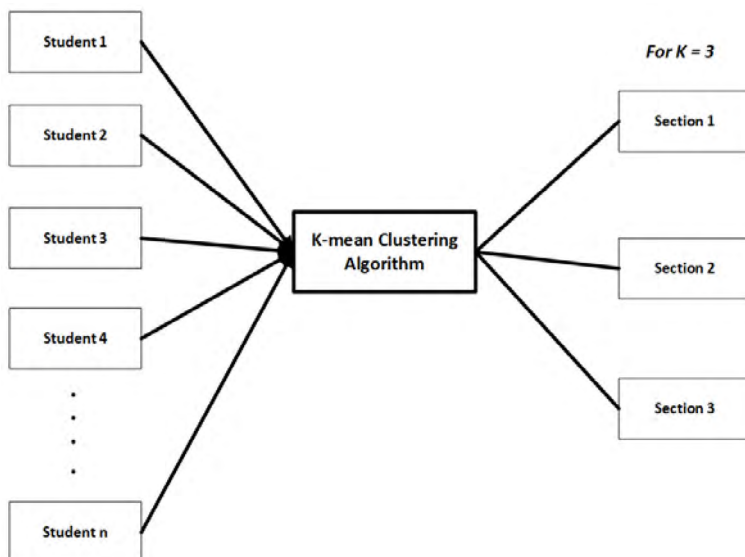 Student 1
Student 2
Student 3
Student 4
Student n
K-mean Clustering
Algorithm
For K = 3
Section 1
Section 2
Section 3